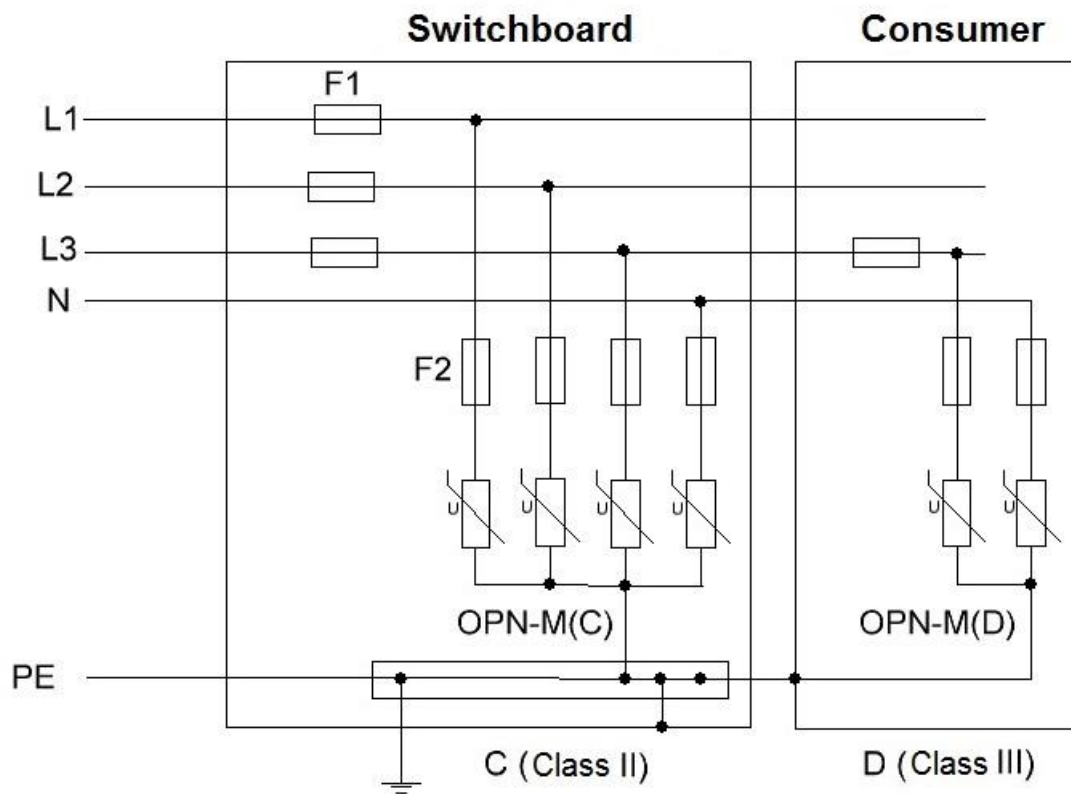 Switchboard Consumer
F1
L1
L2
L3
N
F2
U U U U U U
OPN-M(C) OPN-M(D)
PE
C (Class II) D (Class III)